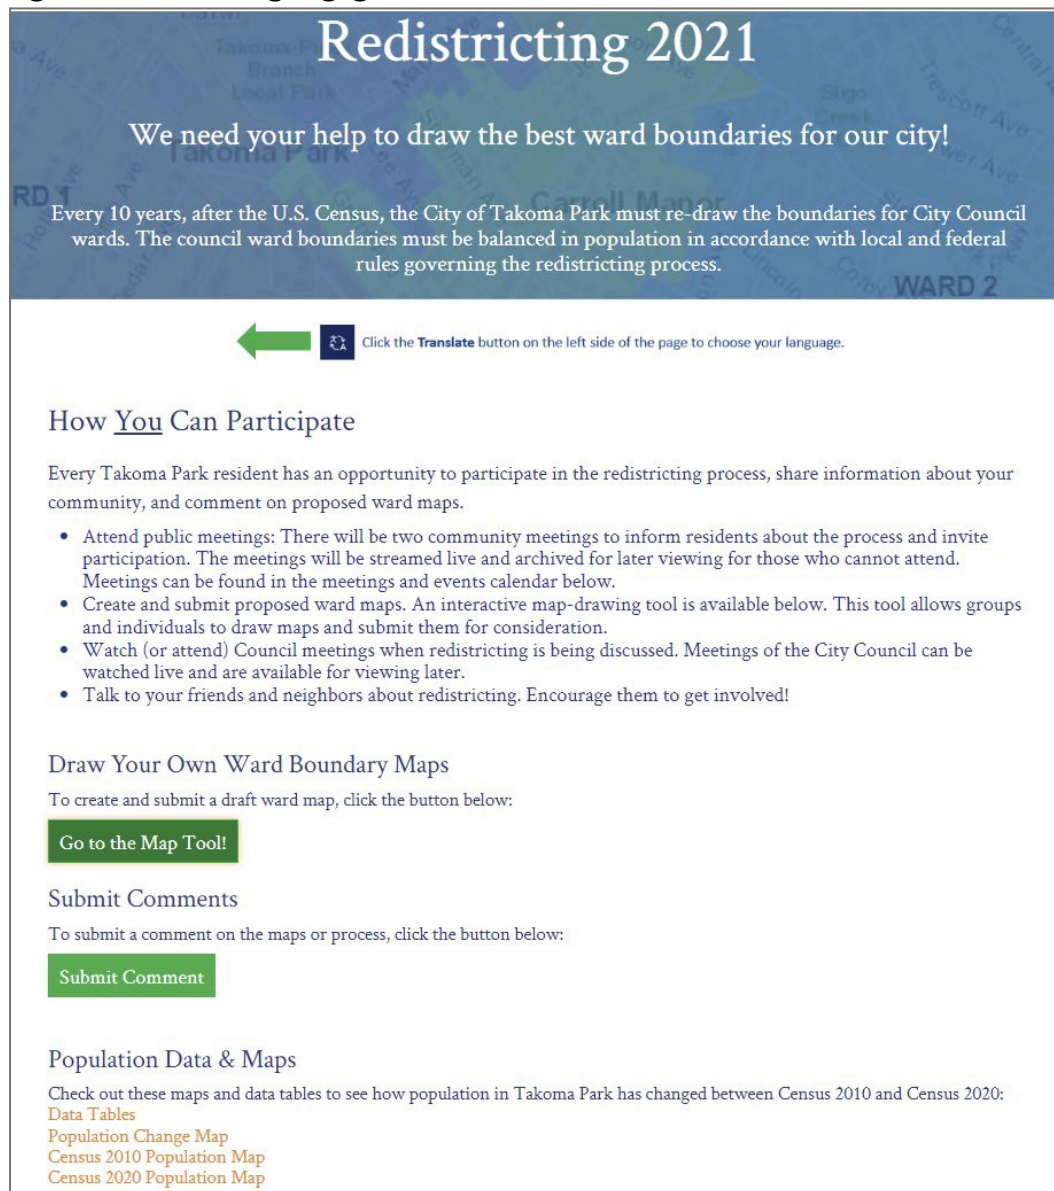 Redistricting 2021
We need your help to draw the best ward boundaries for our city!
Every 10 years, after the U.S. Census, the City of Takoma Park must re-draw the boundaries for City Council
wards. The council ward boundaries must be balanced in population in accordance with local and federal
rules governing the redistricting process.
Takoma Park
Carroll Manor
Sligo
Creek
Trescott Ave
WARD 2
Click the Translate button on the left side of the page to choose your language.
How You Can Participate
Every Takoma Park resident has an opportunity to participate in the redistricting process, share information about your
community, and comment on proposed ward maps.
• Attend public meetings: There will be two community meetings to inform residents about the process and invite
participation. The meetings will be streamed live and archived for later viewing for those who cannot attend.
Meetings can be found in the meetings and events calendar below.
• Create and submit proposed ward maps. An interactive map-drawing tool is available below. This tool allows groups
and individuals to draw maps and submit them for consideration.
• Watch (or attend) Council meetings when redistricting is being discussed. Meetings of the City Council can be
watched live and are available for viewing later.
• Talk to your friends and neighbors about redistricting. Encourage them to get involved!
Draw Your Own Ward Boundary Maps
To create and submit a draft ward map, click the button below:
Go to the Map Tool!
Submit Comments
To submit a comment on the maps or process, click the button below:
Submit Comment
Population Data & Maps
Check out these maps and data tables to see how population in Takoma Park has changed between Census 2010 and Census 2020:
Data Tables
Population Change Map
Census 2010 Population Map
Census 2020 Population Map